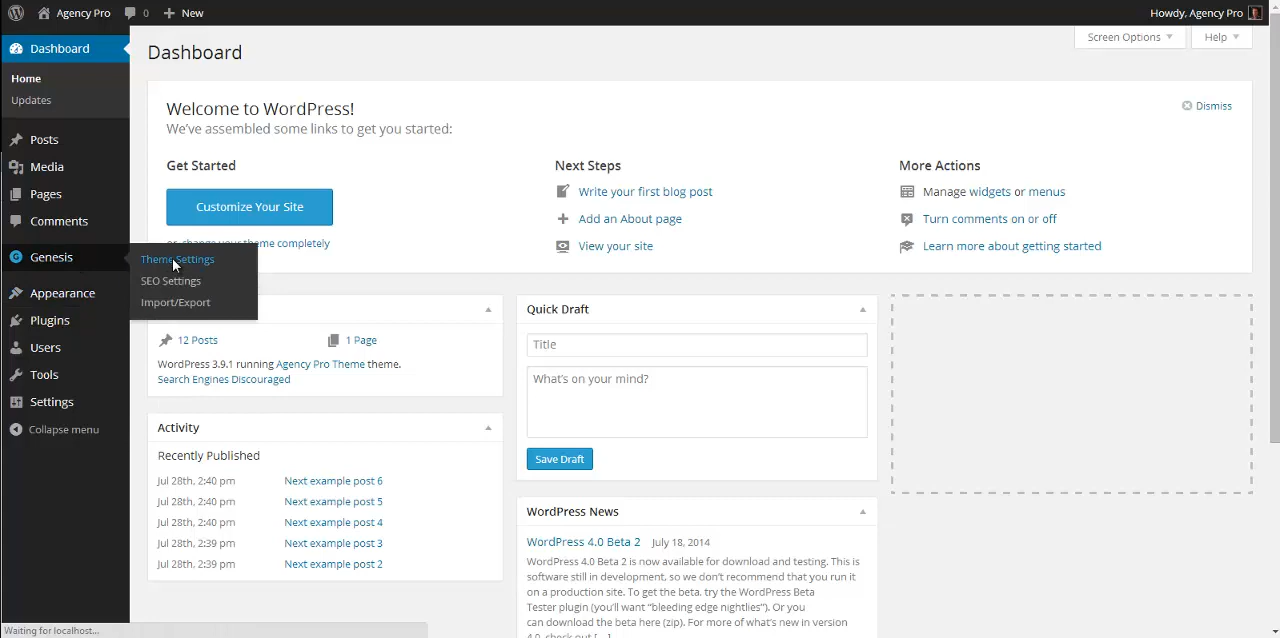 Agency Pro 0 New Howdy, Agency Pro
Dashboard
Home
Updates
Posts
Media
Pages
Comments
Genesis
Appearance
Plugins
Users
Tools
Settings
Collapse menu
Theme Settings
SEO Settings
Import/Export
Dashboard
Screen Options Help
Welcome to WordPress!
We've assembled some links to get you started:
Dismiss
Get Started
Customize Your Site
or, change your theme completely
Next Steps
Write your first blog post
Add an About page
View your site
More Actions
Manage widgets or menus
Turn comments on or off
Learn more about getting started
12 Posts 1 Page
WordPress 3.9.1 running Agency Pro Theme theme.
Search Engines Discouraged
Activity
Recently Published
Jul 28th, 2:40 pm Next example post 6
Jul 28th, 2:40 pm Next example post 5
Jul 28th, 2:40 pm Next example post 4
Jul 28th, 2:39 pm Next example post 3
Jul 28th, 2:39 pm Next example post 2
Quick Draft
Title
What's on your mind?
Save Draft
WordPress News
WordPress 4.0 Beta 2 July 18, 2014
WordPress 4.0 Beta 2 is now available for download and testing. This is
software still in development, so we don't recommend that you run it
on a production site. To get the beta, try the WordPress Beta
Tester plugin (you'll want "bleeding edge nightlies"). Or you
can download the beta here (zip). For more of what's new in version
4.0, check out [...]
Waiting for localhost...